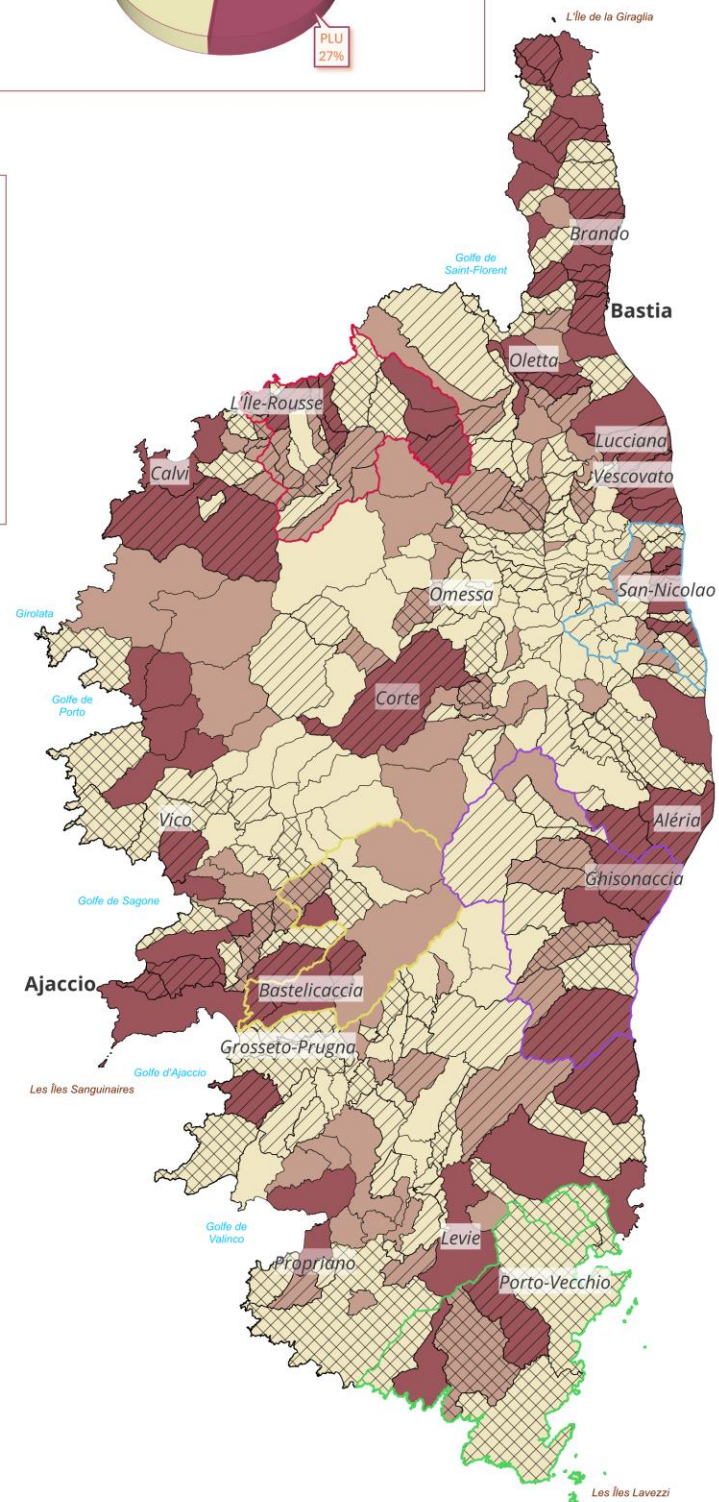 PLU
27%
L'Île de la Giraglia
Brando
Golfe de
Saint-Florent
Bastia
Oletta
L'Île-Rousse
Lucciana
Calvi
Vescovato
San-Nicolao
Omessa
Girolata
Corte
Golfe de
Porto
Vico
Aléria
Ghisonaccia
Golfe de Sagone
Ajaccio
Bastelicaccia
Grosseto-Prugna
Golfe d'Ajaccio
Les Îles Sanguinaires
Golfe de
Valinco
Levie
Propriano
Porto-Vecchio
Les Îles Lavezzi